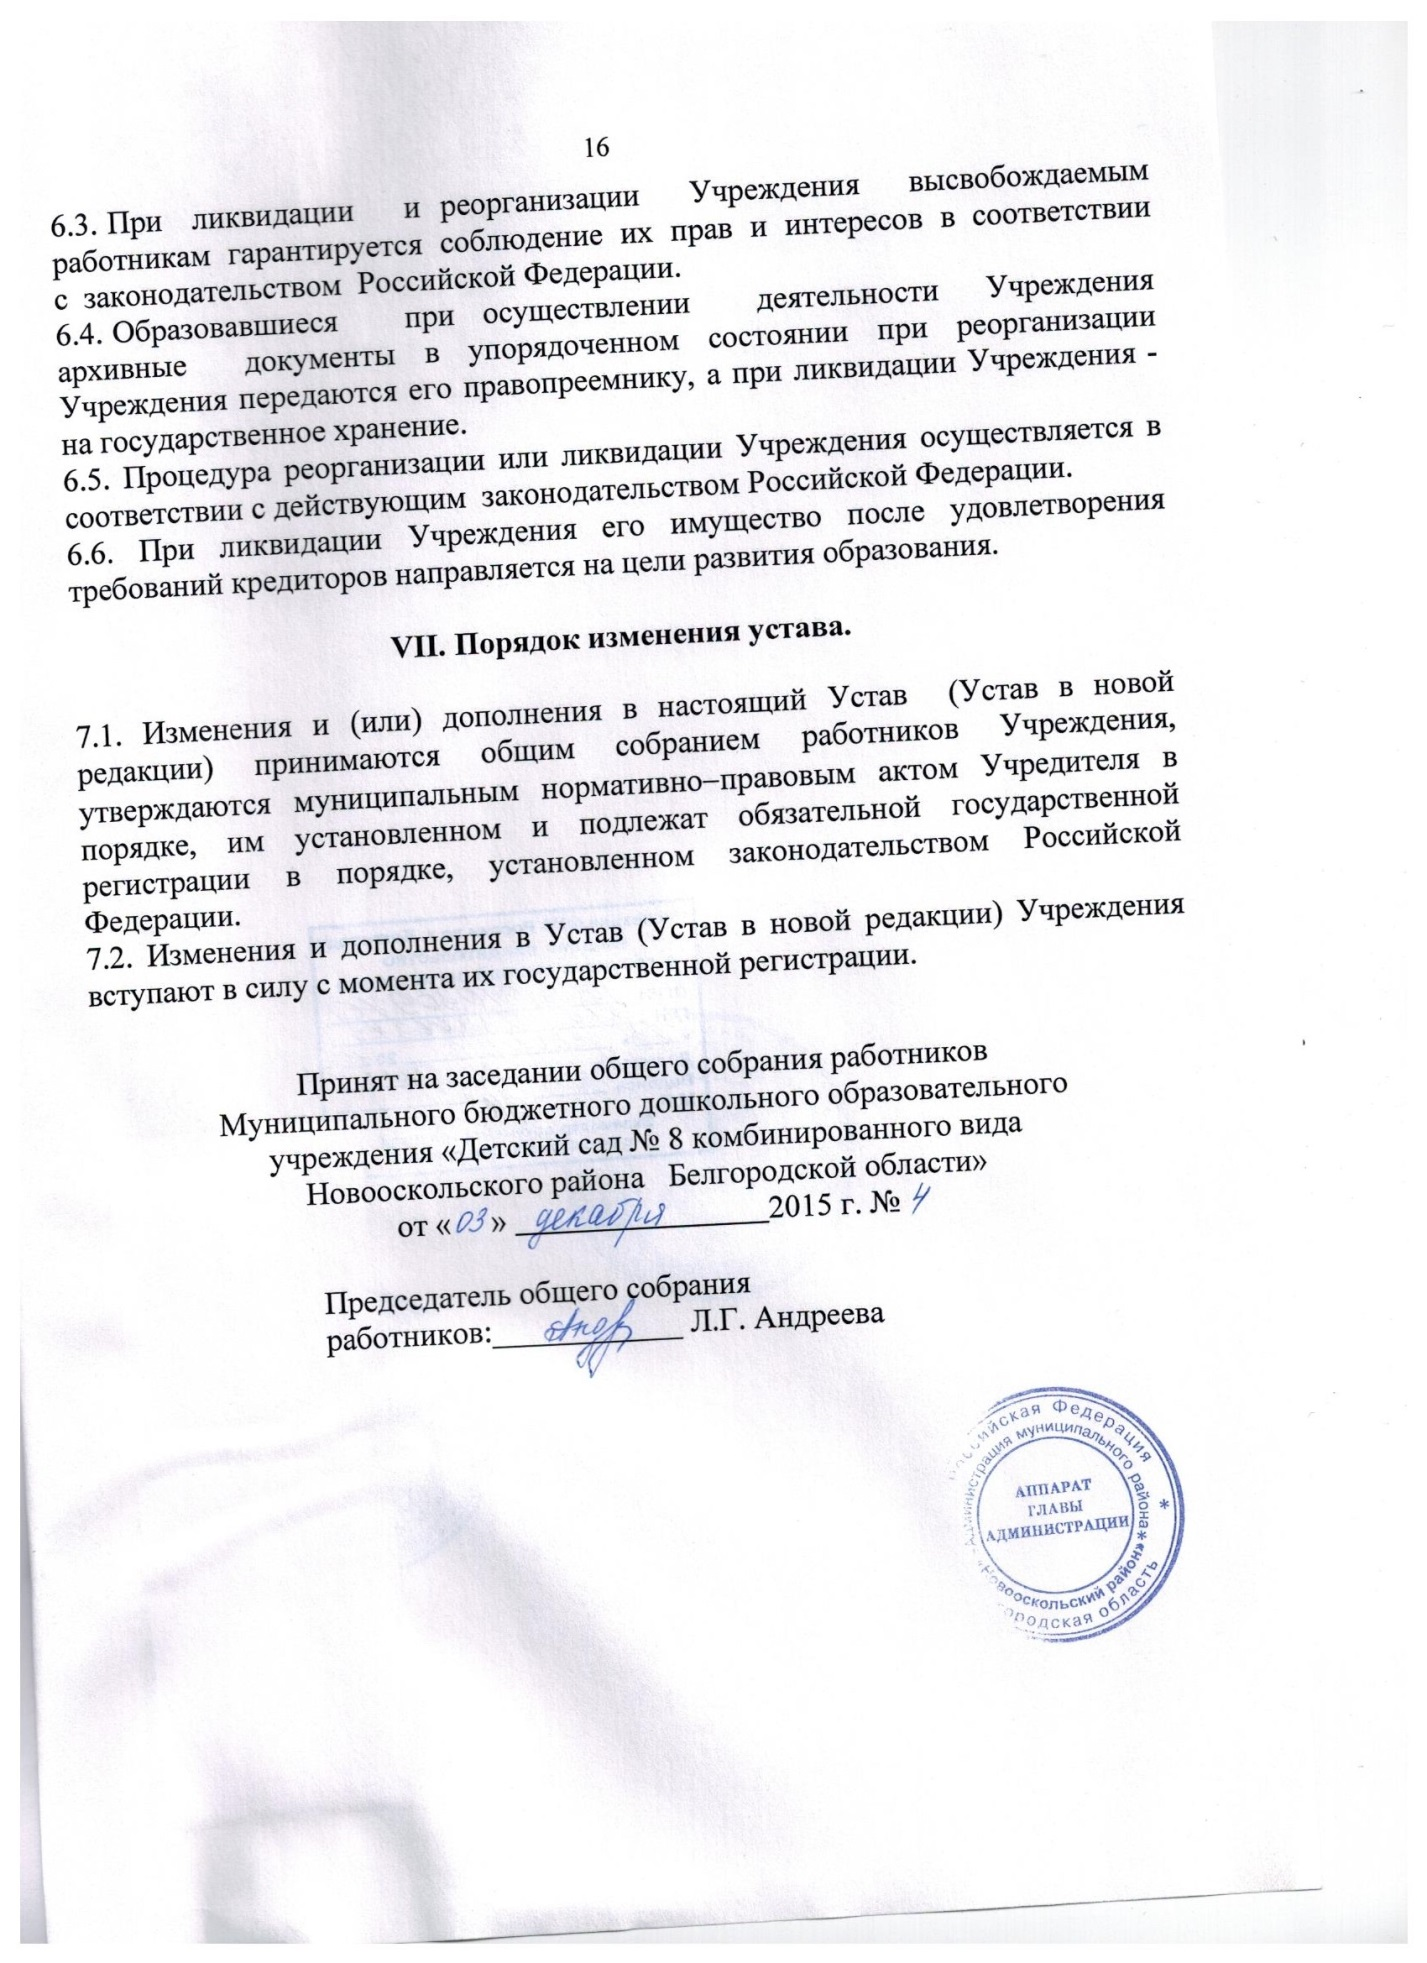 16
6.3. При ликвидации и реорганизации Учреждения высвобождаемым
работникам гарантируется соблюдение их прав и интересов в соответствии
с законодательством Российской Федерации.
6.4. Образовавшиеся при осуществлении деятельности Учреждения
архивные документы в упорядоченном состоянии при реорганизации
Учреждения передаются его правопреемнику, а при ликвидации Учреждения -
на государственное хранение.
6.5. Процедура реорганизации или ликвидации Учреждения осуществляется в
соответствии с действующим законодательством Российской Федерации.
6.6. При ликвидации Учреждения его имущество после удовлетворения
требований кредиторов направляется на цели развития образования.
VII. Порядок изменения устава.
7.1. Изменения и (или) дополнения в настоящий Устав (Устав в новой
редакции) принимаются общим собранием работников Учреждения,
утверждаются муниципальным нормативно–правовым актом Учредителя в
порядке, им установленном и подлежат обязательной государственной
регистрации в порядке, установленном законодательством Российской
Федерации.
7.2. Изменения и дополнения в Устав (Устав в новой редакции) Учреждения
вступают в силу с момента их государственной регистрации.
Принят на заседании общего собрания работников
Муниципального бюджетного дошкольного образовательного
учреждения «Детский сад № 8 комбинированного вида
Новооскольского района Белгородской области»
от «03» декабря 2015 г. № 4
Председатель общего собрания
работников:______________ Л.Г. Андреева
Федерация
муниципального района
АППАРАТ
ГЛАВЫ
АДМИНИСТРАЦИИ
«Новооскольский район»
область